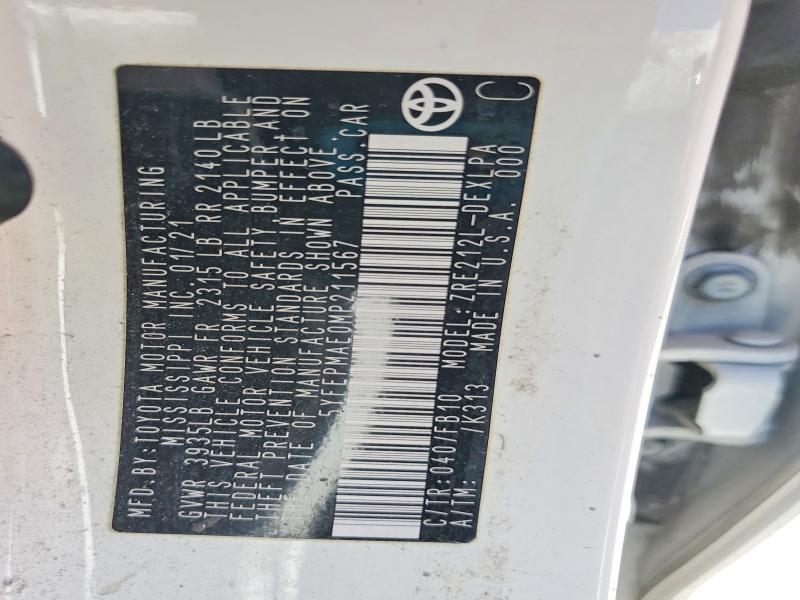 MFD.BY:TOYOTA MOTOR MANUFACTURING
MISSISSIPPI INC. 01/21
GVWR 3935LB GAWR FR 2315 LB RR 2140LB
THIS VEHICLE CONFORMS TO ALL APPLICABLE
FEDERAL MOTOR VEHICLE SAFETY, BUMPER AND
THEFT PREVENTION STANDARDS IN EFFECT ON
THE DATE OF MANUFACTURE SHOWN ABOVE.
5YFEPMAE0MP211567 PASS.CAR
C/TR:040/FB10 MODEL:ZRE212L-DEXLPA
A/TM: /K313 MADE IN U.S.A. 000
C